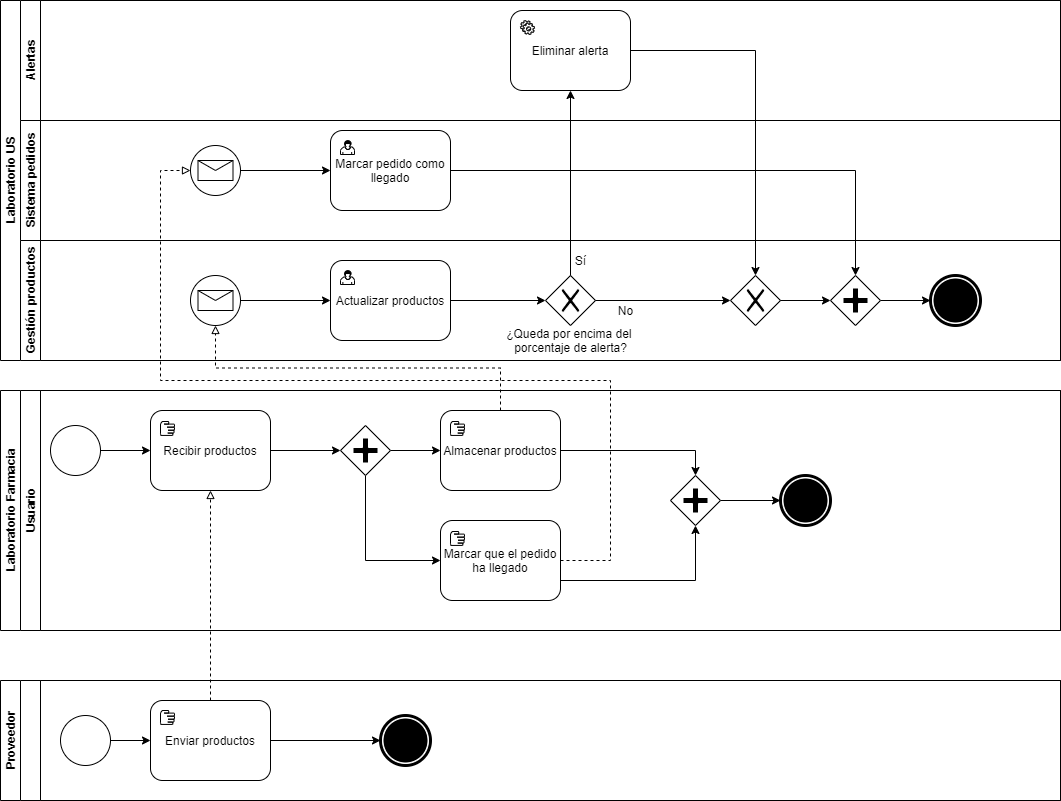 Laboratorio US
Alertas
Eliminar alerta
Sistema pedidos
Marcar pedido como
llegado
Gestión productos
Actualizar productos
Sí
No
¿Queda por encima del
porcentaje de alerta?
Laboratorio Farmacia
Usuario
Recibir productos
Almacenar productos
Marcar que el pedido
ha llegado
Proveedor
Enviar productos